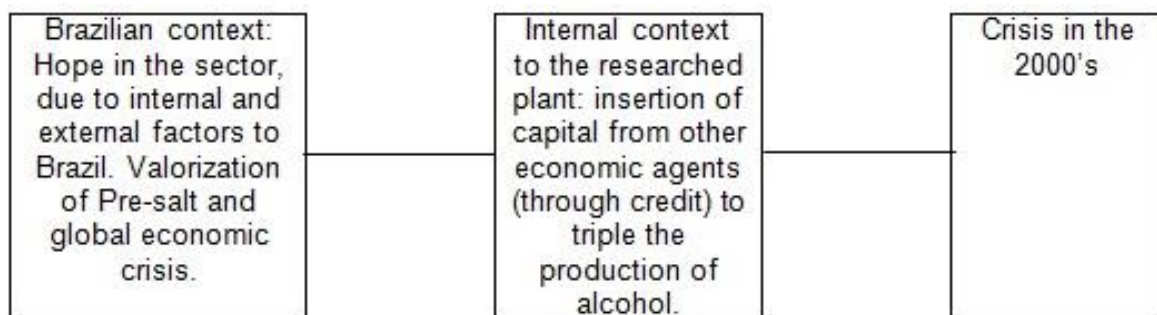 Brazilian context:
Hope in the sector,
due to internal and
external factors to
Brazil. Valorization
of Pre-salt and
global economic
crisis.
Internal context
to the researched
plant: insertion of
capital from other
economic agents
(through credit) to
triple the
production of
alcohol.
Crisis in the
2000's